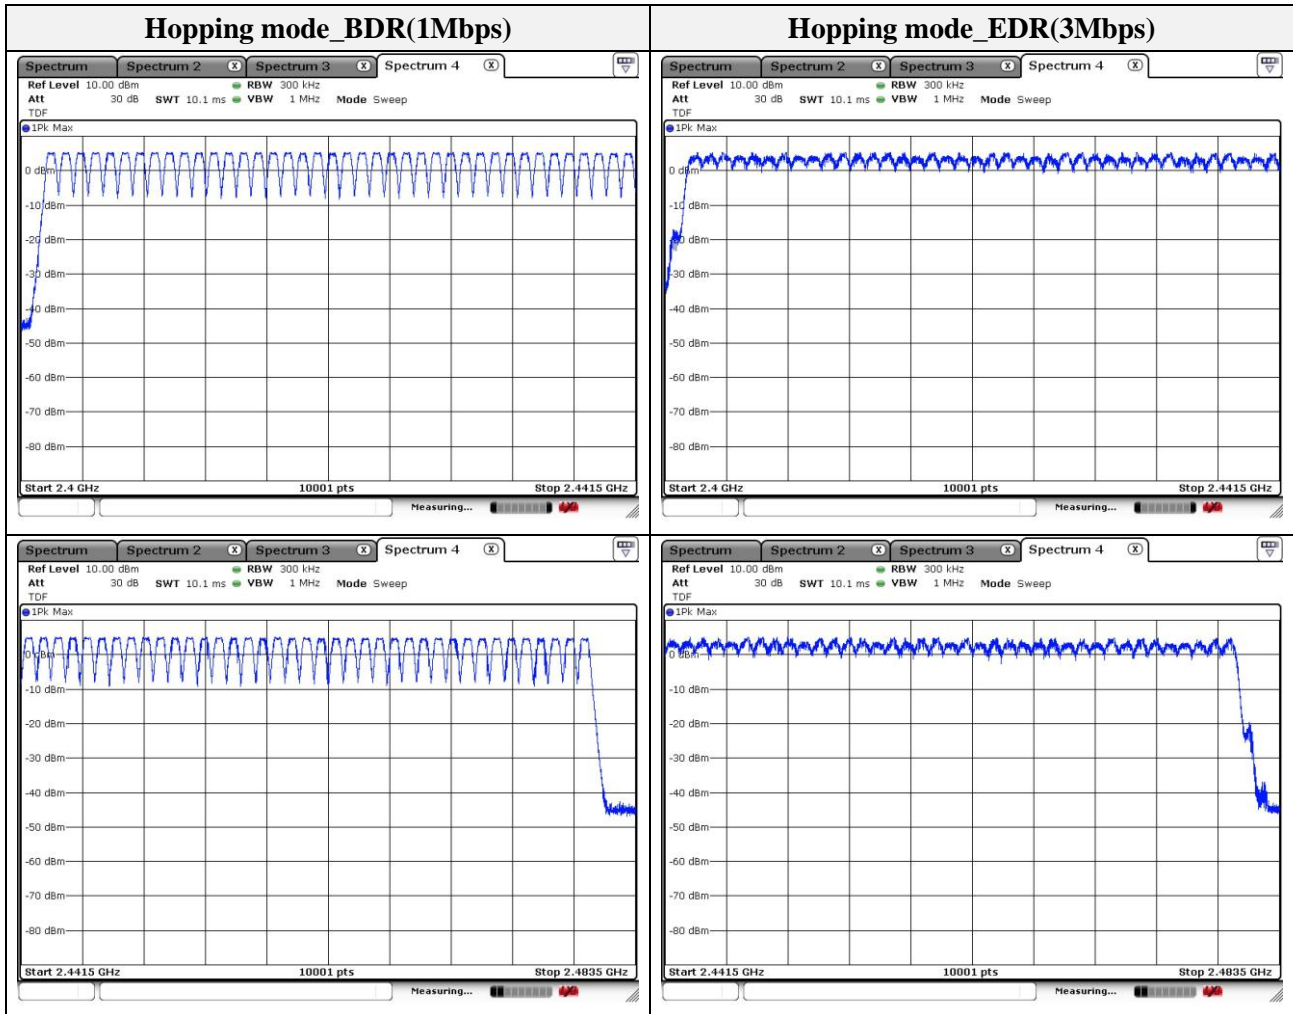 Hopping mode_BDR(1Mbps)
Hopping mode_EDR(3Mbps)
Spectrum Spectrum 2 X Spectrum 3 X Spectrum 4 X
Ref Level 10.00 dBm RBW 300 kHz
Att 30 dB SWT 10.1 ms VBW 1 MHz Mode Sweep
TDF
1Pk Max
0 dBm
-10 dBm
-20 dBm
-30 dBm
-40 dBm
-50 dBm
-60 dBm
-70 dBm
-80 dBm
Start 2.4 GHz 10001 pts Stop 2.4415 GHz
Measuring...
Spectrum Spectrum 2 X Spectrum 3 X Spectrum 4 X
Ref Level 10.00 dBm RBW 300 kHz
Att 30 dB SWT 10.1 ms VBW 1 MHz Mode Sweep
TDF
1Pk Max
0 dBm
-10 dBm
-20 dBm
-30 dBm
-40 dBm
-50 dBm
-60 dBm
-70 dBm
-80 dBm
Start 2.4 GHz 10001 pts Stop 2.4415 GHz
Measuring...
Spectrum Spectrum 2 X Spectrum 3 X Spectrum 4 X
Ref Level 10.00 dBm RBW 300 kHz
Att 30 dB SWT 10.1 ms VBW 1 MHz Mode Sweep
TDF
1Pk Max
0 dBm
-10 dBm
-20 dBm
-30 dBm
-40 dBm
-50 dBm
-60 dBm
-70 dBm
-80 dBm
Start 2.4415 GHz 10001 pts Stop 2.4835 GHz
Measuring...
Spectrum Spectrum 2 X Spectrum 3 X Spectrum 4 X
Ref Level 10.00 dBm RBW 300 kHz
Att 30 dB SWT 10.1 ms VBW 1 MHz Mode Sweep
TDF
1Pk Max
0 dBm
-10 dBm
-20 dBm
-30 dBm
-40 dBm
-50 dBm
-60 dBm
-70 dBm
-80 dBm
Start 2.4415 GHz 10001 pts Stop 2.4835 GHz
Measuring...